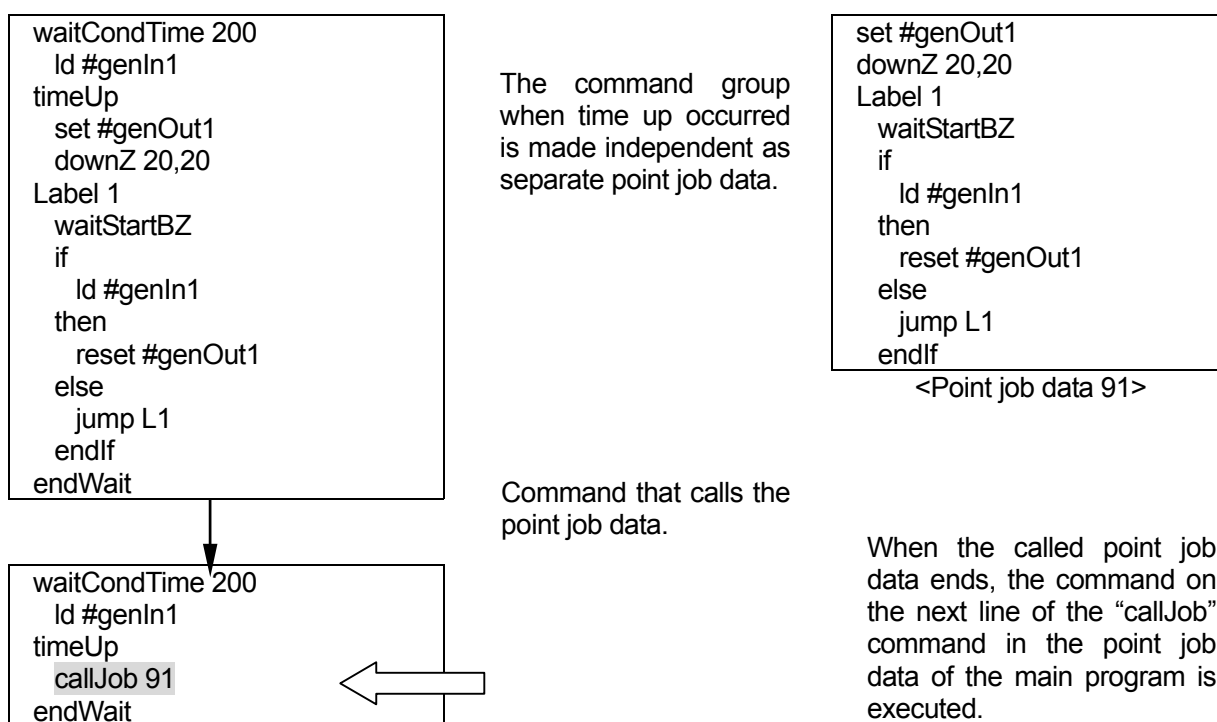 waitCondTime 200
ld #genIn1
timeUp
set #genOut1
downZ 20,20
Label 1
waitStartBZ
if
ld #genIn1
then
reset #genOut1
else
jump L1
endIf
endWait
The command group
when time up occurred
is made independent as
separate point job data.
set #genOut1
downZ 20,20
Label 1
waitStartBZ
if
ld #genIn1
then
reset #genOut1
else
jump L1
endIf
<Point job data 91>
Command that calls the
point job data.
waitCondTime 200
ld #genIn1
timeUp
callJob 91
endWait
When the called point job
data ends, the command on
the next line of the “callJob”
command in the point job
data of the main program is
executed.